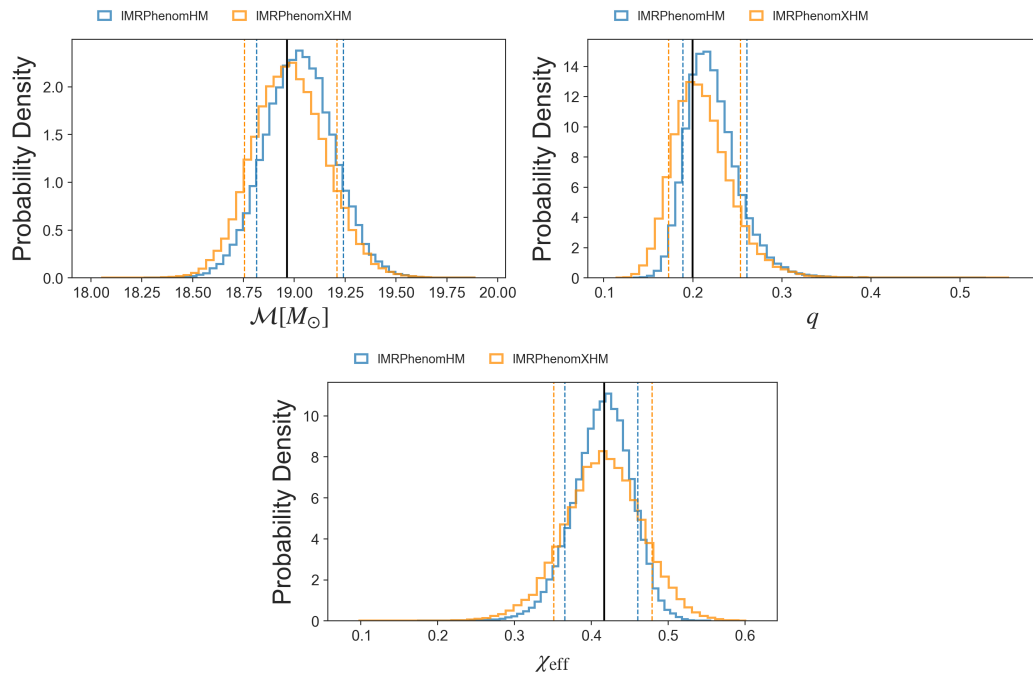 IMRPhenomHM IMRPhenomXHM
Probability Density
2.0
1.5
1.0
0.5
0.0
18.00 18.25 18.50 18.75 19.00 19.25 19.50 19.75 20.00
ℳ[M⊙]
IMRPhenomHM IMRPhenomXHM
Probability Density
14
12
10
8
6
4
2
0
0.1 0.2 0.3 0.4 0.5
q
IMRPhenomHM IMRPhenomXHM
Probability Density
10
8
6
4
2
0
0.1 0.2 0.3 0.4 0.5 0.6
χeff